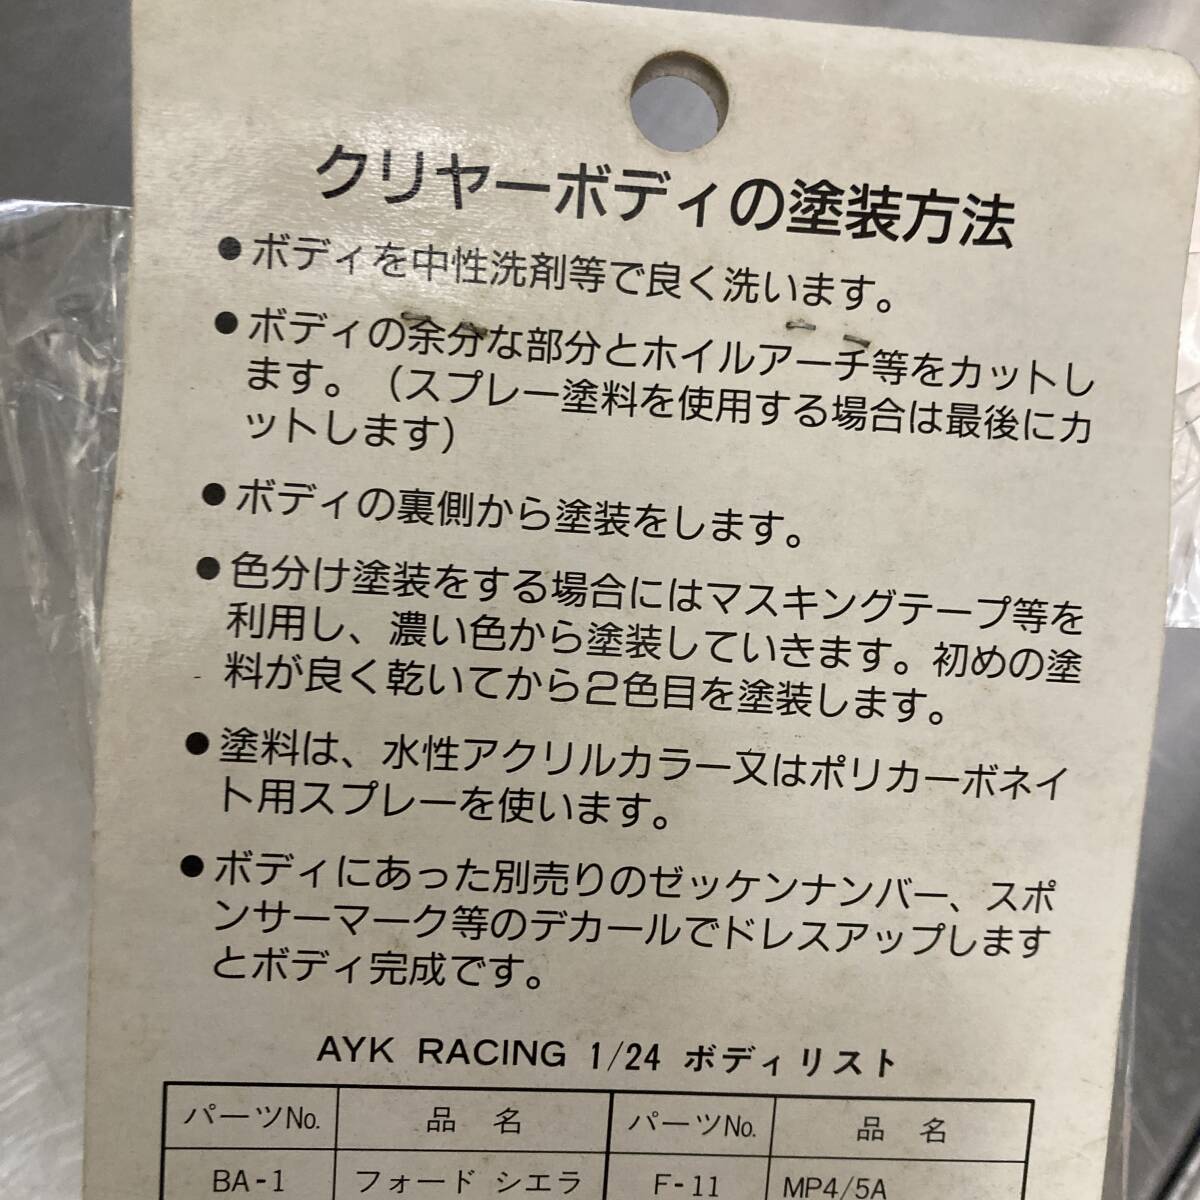 クリヤーボディの塗装方法
●ボディを中性洗剤等で良く洗います。
●ボディの余分な部分とホイルアーチ等をカットし
ます。（スプレー塗料を使用する場合は最後にカ
ットします）
●ボディの裏側から塗装をします。
●色分け塗装をする場合にはマスキングテープ等を
利用し、濃い色から塗装していきます。初めの塗
料が良く乾いてから2色目を塗装します。
●塗料は、水性アクリルカラー又はポリカーボネイ
ト用スプレーを使います。
●ボディにあった別売りのゼッケンナンバー、スポ
ンサーマーク等のデカールでドレスアップします
とボディ完成です。
AYK RACING 1/24 ボディリスト
パーツNo. 品 名 パーツNo. 品 名
BA-1 フォード シエラ F-11 MP4/5A